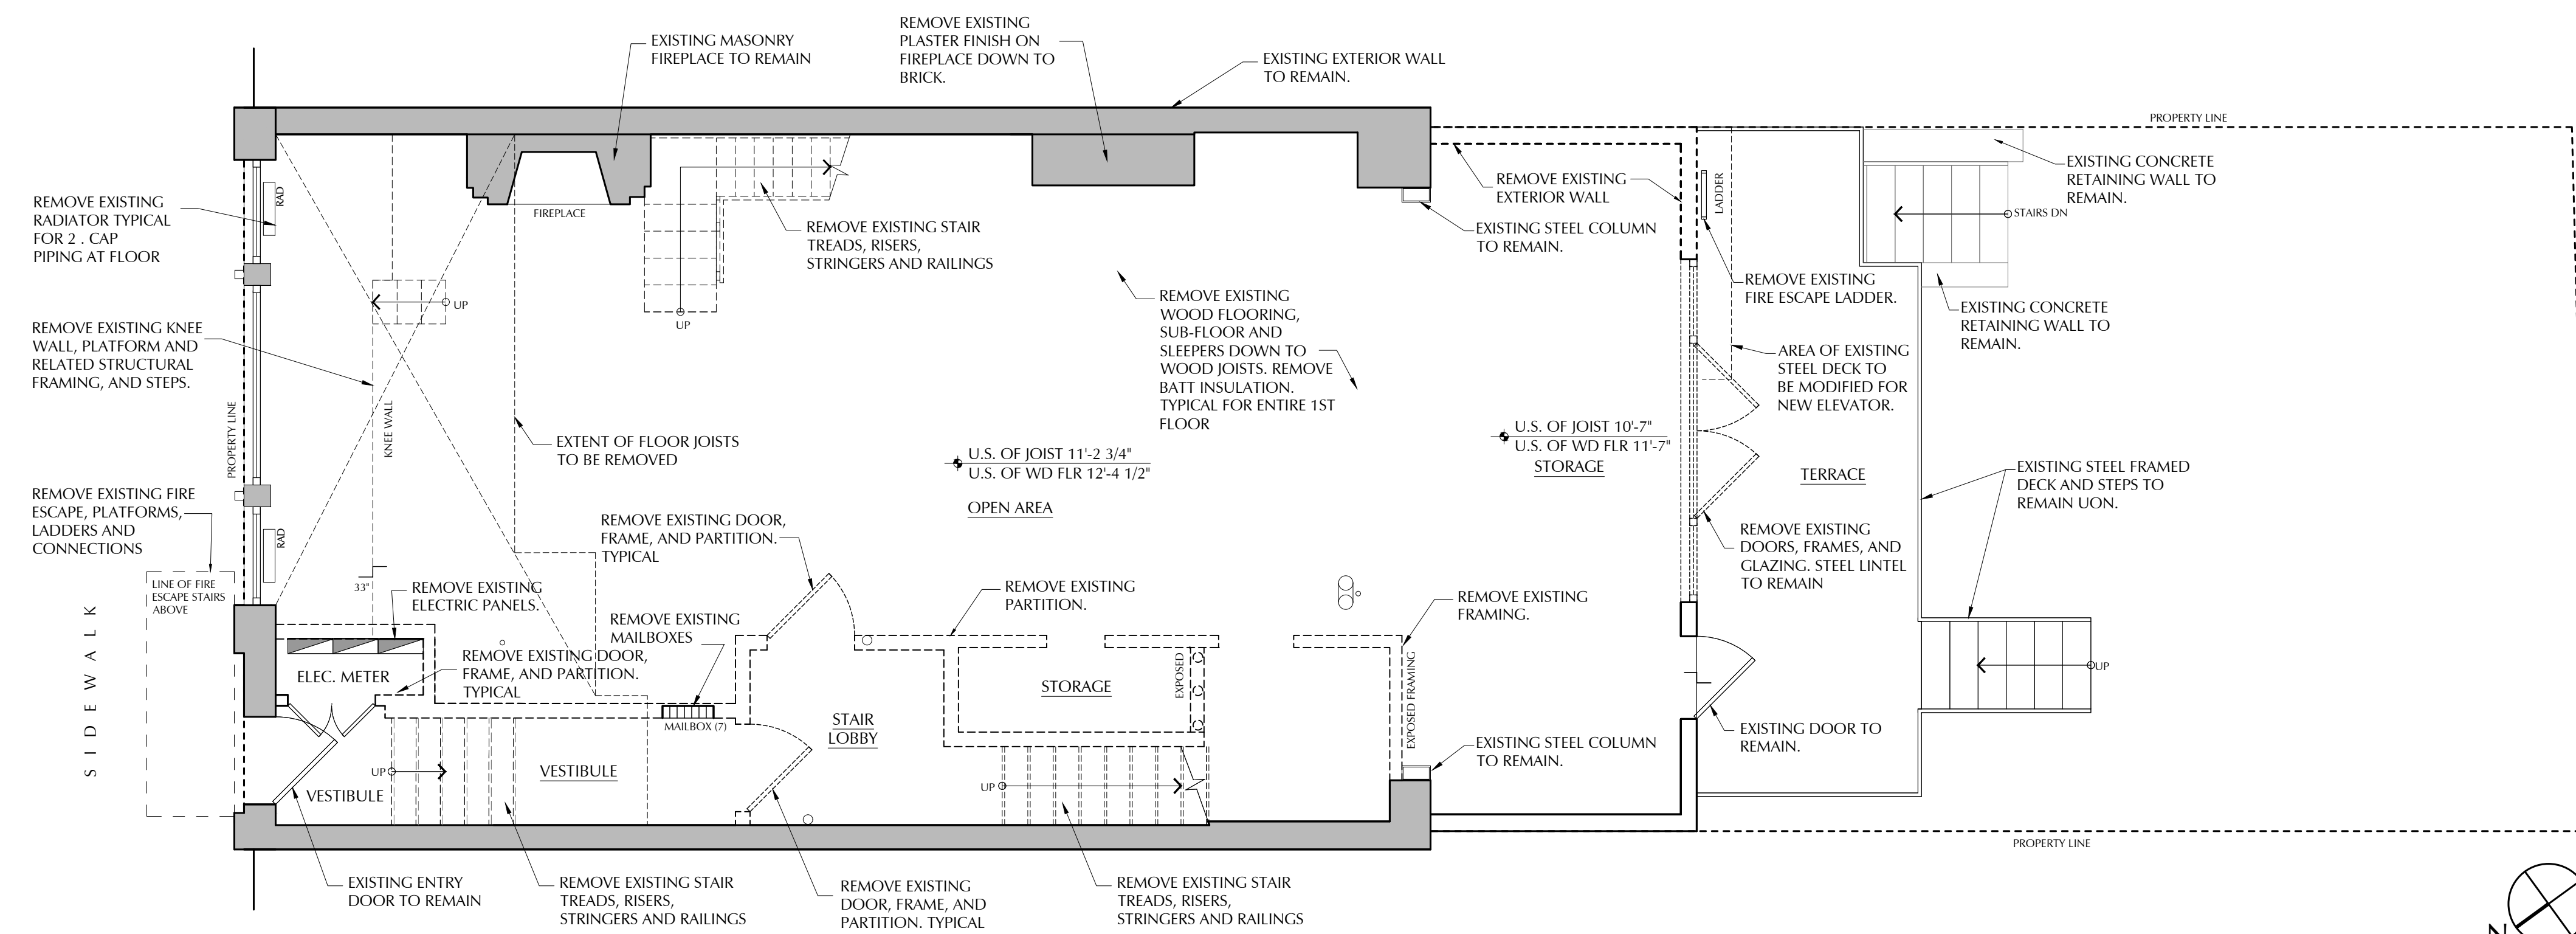 REMOVE EXISTING
PLASTER FINISH ON
FIREPLACE DOWN TO
BRICK.
EXISTING MASONRY
FIREPLACE TO REMAIN
EXISTING EXTERIOR WALL
TO REMAIN.
PROPERTY LINE
EXISTING CONCRETE
RETAINING WALL TO
REMAIN.
REMOVE EXISTING
EXTERIOR WALL
LADDER
RAD
REMOVE EXISTING
RADIATOR TYPICAL
FOR 2 . CAP
PIPING AT FLOOR
FIREPLACE
STAIRS DN
REMOVE EXISTING STAIR
TREADS, RISERS,
STRINGERS AND RAILINGS
EXISTING STEEL COLUMN
TO REMAIN.
REMOVE EXISTING
FIRE ESCAPE LADDER.
UP
UP
REMOVE EXISTING
WOOD FLOORING,
SUB-FLOOR AND
SLEEPERS DOWN TO
WOOD JOISTS. REMOVE
BATT INSULATION.
TYPICAL FOR ENTIRE 1ST
FLOOR
EXISTING CONCRETE
RETAINING WALL TO
REMAIN.
REMOVE EXISTING KNEE
WALL, PLATFORM AND
RELATED STRUCTURAL
FRAMING, AND STEPS.
AREA OF EXISTING
STEEL DECK TO
BE MODIFIED FOR
NEW ELEVATOR.
PROPERTY LINE
KNEE WALL
EXTENT OF FLOOR JOISTS
TO BE REMOVED
U.S. OF JOIST 11'-2 3/4"
U.S. OF WD FLR 12'-4 1/2"
OPEN AREA
U.S. OF JOIST 10'-7"
U.S. OF WD FLR 11'-7"
STORAGE
TERRACE
EXISTING STEEL FRAMED
DECK AND STEPS TO
REMAIN UON.
REMOVE EXISTING FIRE
ESCAPE, PLATFORMS,
LADDERS AND
CONNECTIONS
RAD
REMOVE EXISTING DOOR,
FRAME, AND PARTITION.
TYPICAL
REMOVE EXISTING
DOORS, FRAMES, AND
GLAZING. STEEL LINTEL
TO REMAIN
LINE OF FIRE
ESCAPE STAIRS
ABOVE
33"
REMOVE EXISTING
ELECTRIC PANELS.
REMOVE EXISTING
PARTITION.
REMOVE EXISTING
FRAMING.
REMOVE EXISTING
MAILBOXES
SIDEWALK
REMOVE EXISTING DOOR,
FRAME, AND PARTITION.
TYPICAL
ELEC. METER
STORAGE
EXPOSED
EXPOSED FRAMING
UP
MAILBOX (7)
STAIR
LOBBY
EXISTING DOOR TO
REMAIN.
EXISTING STEEL COLUMN
TO REMAIN.
UP
VESTIBULE
VESTIBULE
UP
PROPERTY LINE
EXISTING ENTRY
DOOR TO REMAIN
REMOVE EXISTING STAIR
TREADS, RISERS,
STRINGERS AND RAILINGS
REMOVE EXISTING
DOOR, FRAME, AND
PARTITION. TYPICAL
REMOVE EXISTING STAIR
TREADS, RISERS,
STRINGERS AND RAILINGS
N